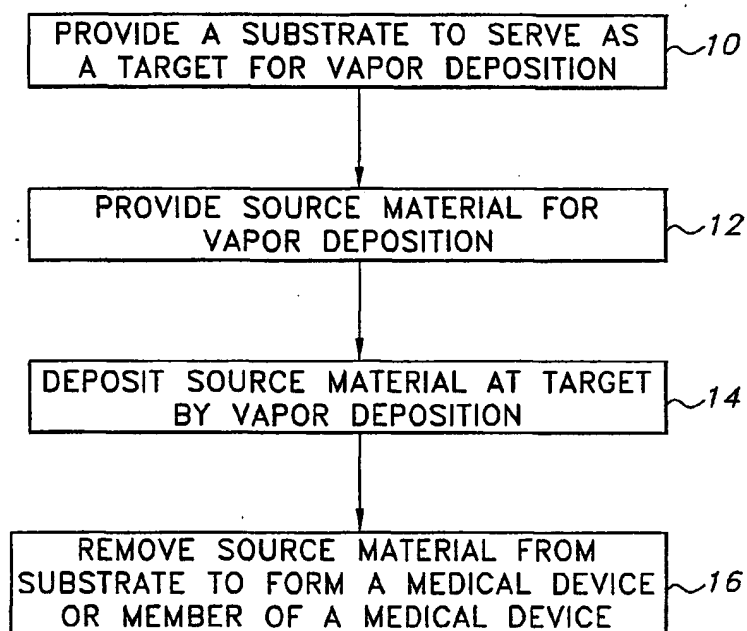 PROVIDE A SUBSTRATE TO SERVE AS
A TARGET FOR VAPOR DEPOSITION
10
PROVIDE SOURCE MATERIAL FOR
VAPOR DEPOSITION
12
DEPOSIT SOURCE MATERIAL AT TARGET
BY VAPOR DEPOSITION
14
REMOVE SOURCE MATERIAL FROM
SUBSTRATE TO FORM A MEDICAL DEVICE
OR MEMBER OF A MEDICAL DEVICE
16